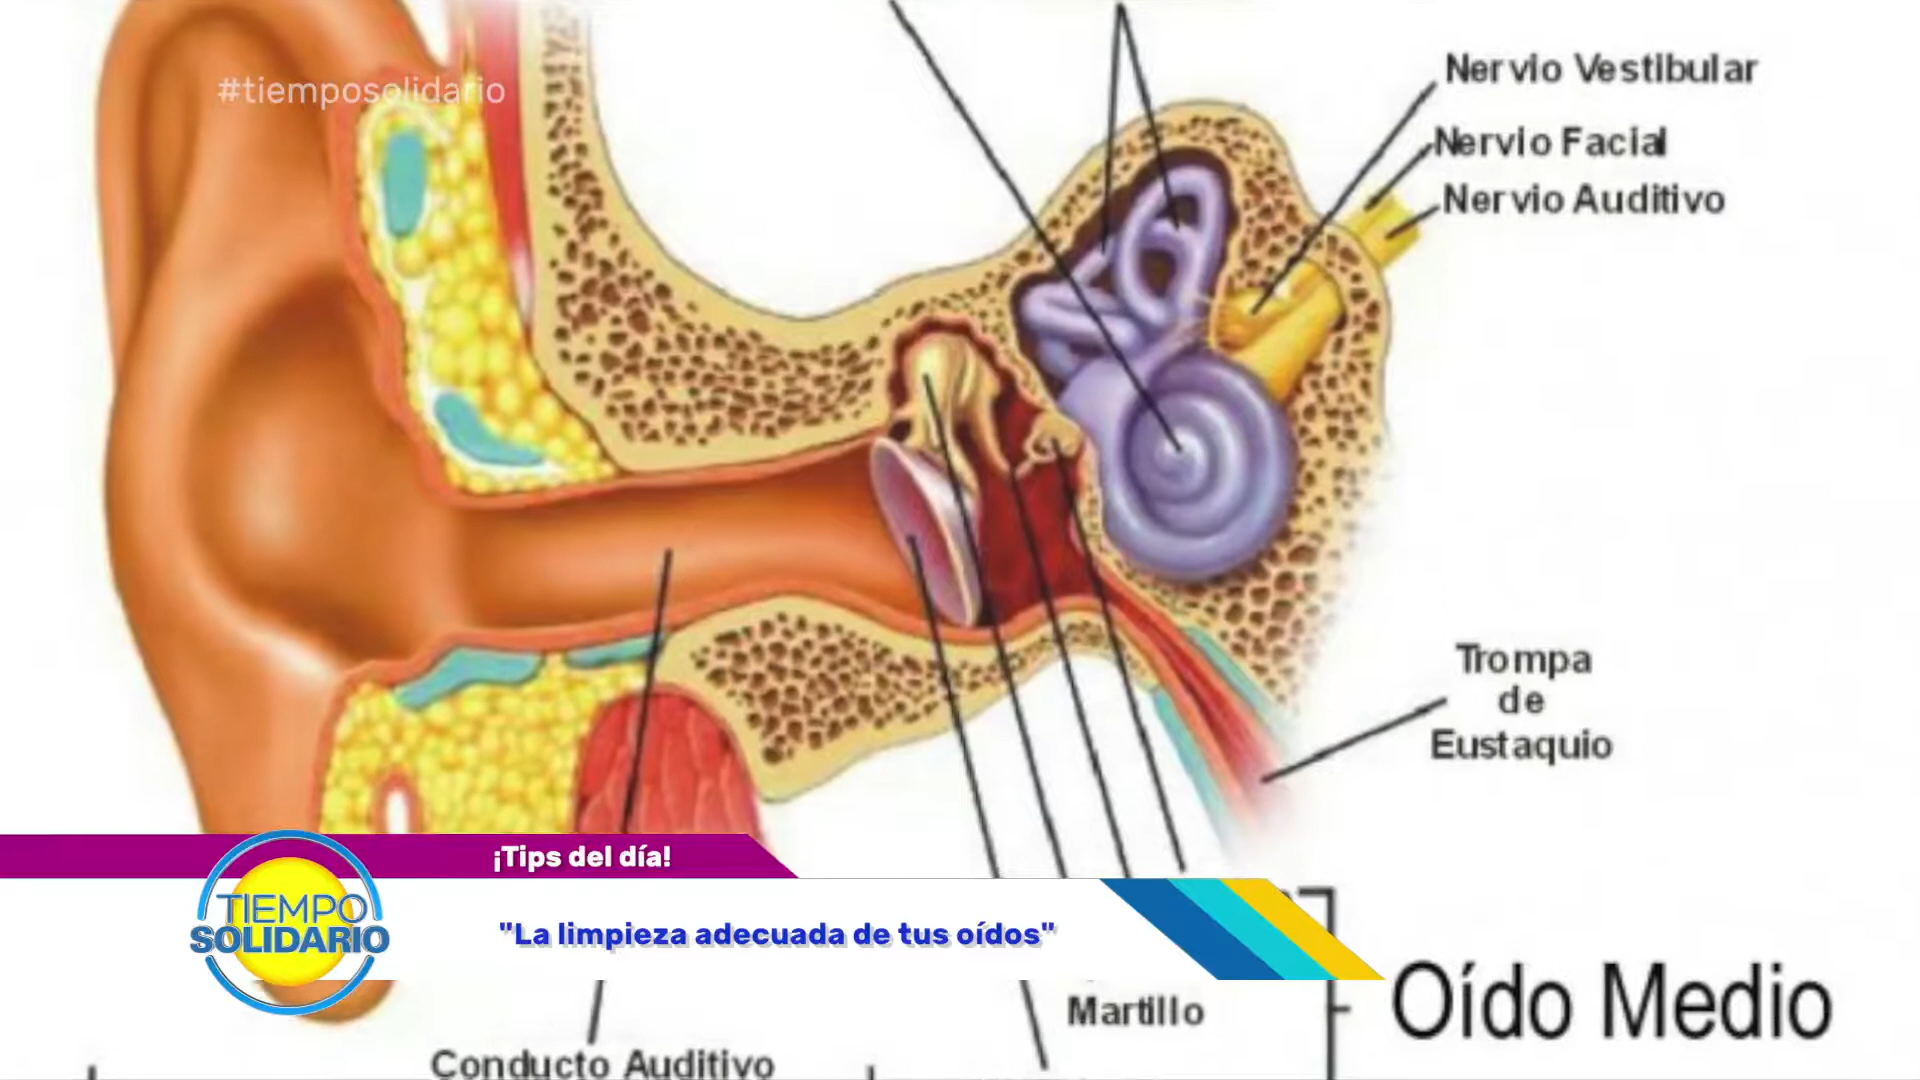 #tiemposolidario
Nervio Vestibular
Nervio Facial
Nervio Auditivo
Trompa
de
Eustaquio
¡Tips del día!
TIEMPO
SOLIDARIO
"La limpieza adecuada de tus oídos"
Martillo
Oído Medio
Conducto Auditivo